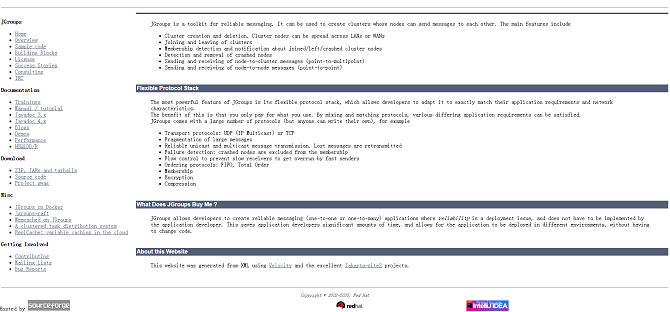 JGroups
Home
Overview
Sample code
Building Blocks
License
Success Stories
Consulting
IRC
Documentation
Trainings
Manual / tutorial
Javadoc 3.x
Javadoc 4.x
Blogs
Demos
Performance
HSQLDB/R
Download
ZIP, JARs and tarballs
Source code
Project swag
Misc
JGroups on Docker
jgroups-raft
Memcached on JGroups
A clustered task distribution system
ReplCache: variable caching in the cloud
Getting Involved
Contributing
Mailing Lists
Bug Reports
Hosted by SOURCEFORGE
JGroups is a toolkit for reliable messaging. It can be used to create clusters whose nodes can send messages to each other. The main features include
Cluster creation and deletion. Cluster nodes can be spread across LANs or WANs
Joining and leaving of clusters
Membership detection and notification about joined/left/crashed cluster nodes
Detection and removal of crashed nodes
Sending and receiving of node-to-cluster messages (point-to-multipoint)
Sending and receiving of node-to-node messages (point-to-point)
Flexible Protocol Stack
The most powerful feature of JGroups is its flexible protocol stack, which allows developers to adapt it to exactly match their application requirements and network
characteristics.
The benefit of this is that you only pay for what you use. By mixing and matching protocols, various differing application requirements can be satisfied.
JGroups comes with a large number of protocols (but anyone can write their own), for example
Transport protocols: UDP (IP Multicast) or TCP
Fragmentation of large messages
Reliable unicast and multicast message transmission. Lost messages are retransmitted
Failure detection: crashed nodes are excluded from the membership
Flow control to prevent slow receivers to get overrun by fast senders
Ordering protocols: FIFO, Total Order
Membership
Encryption
Compression
What Does JGroups Buy Me ?
JGroups allows developers to create reliable messaging (one-to-one or one-to-many) applications where reliability is a deployment issue, and does not have to be implemented by
the application developer. This saves application developers significant amounts of time, and allows for the application to be deployed in different environments, without having
to change code.
About this Website
This website was generated from XML using Velocity and the excellent Jakarta-site2 projects.
Red Hat
redhat
IntelliJ IDEA